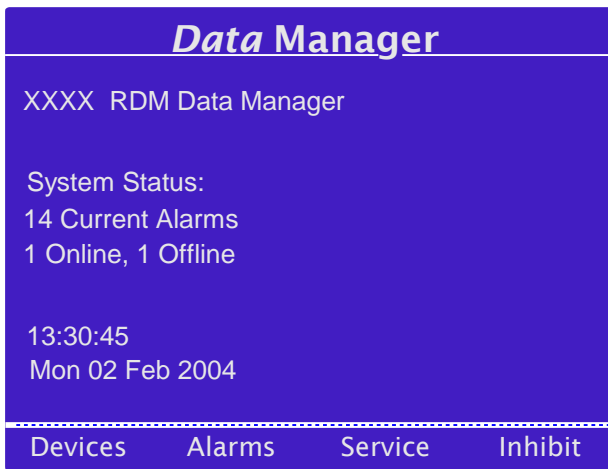 Data Manager
XXXX RDM Data Manager
System Status:
14 Current Alarms
1 Online, 1 Offline
13:30:45
Mon 02 Feb 2004
Devices Alarms Service Inhibit